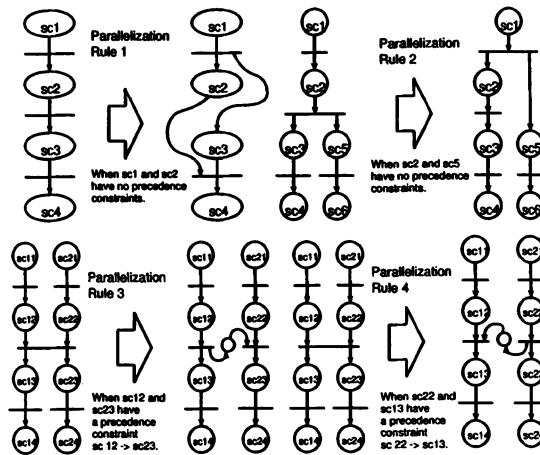 sc1
Parallelization
Rule 1
sc2
sc3
When sc1 and sc2
have no precedence
constraints.
sc4
sc1
sc2
sc3
sc4
sc1
sc2
sc3
sc5
sc4
sc6
Parallelization
Rule 2
When sc2 and sc5
have no precedence
constraints.
sc1
sc2
sc3
sc5
sc4
sc6
sc11
sc21
Parallelization
Rule 3
sc12
sc22
sc13
sc23
When sc12 and
sc23 have
a precedence
constraint
sc 12 -> sc23.
sc14
sc24
sc11
sc21
sc12
sc22
sc13
sc23
sc14
sc24
sc11
sc21
Parallelization
Rule 4
sc12
sc22
sc13
sc23
When sc22 and
sc13 have
a precedence
constraint
sc 22 -> sc13.
sc14
sc24
sc11
sc21
sc12
sc22
sc13
sc23
sc14
sc24